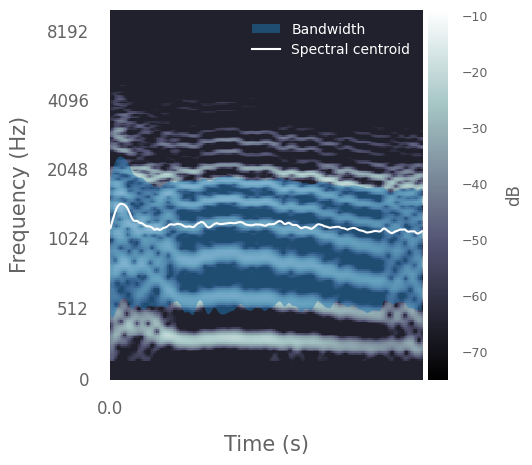 Bandwidth
Spectral centroid
Frequency (Hz)
8192
4096
2048
1024
512
0
0.0
Time (s)
−10
−20
−30
−40
−50
−60
−70
dB